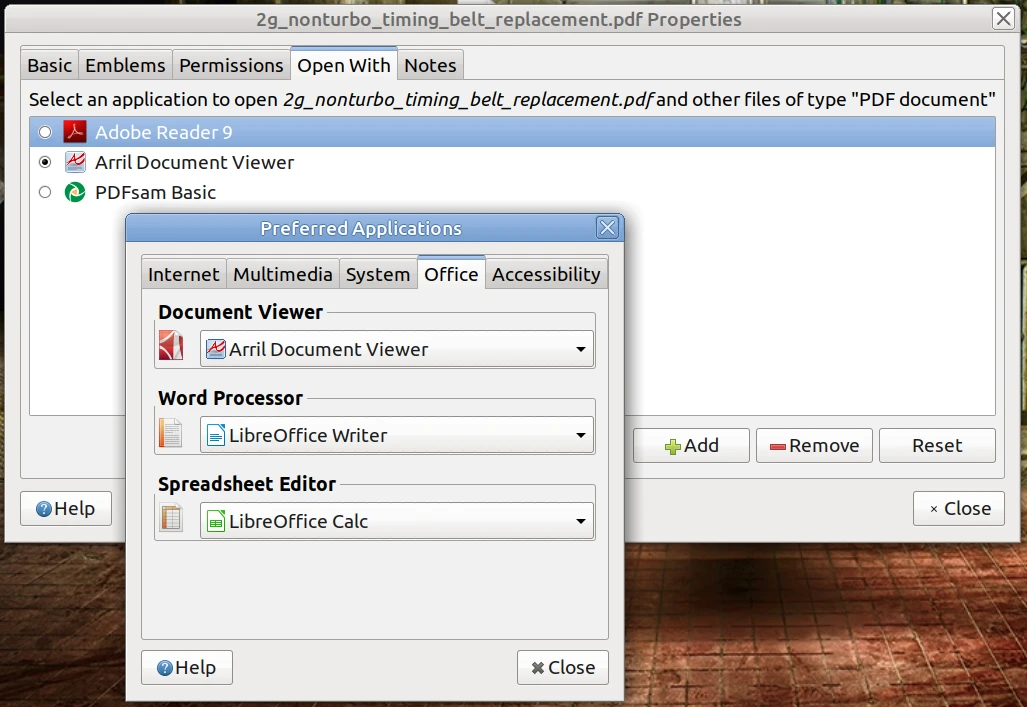 2g_nonturbo_timing_belt_replacement.pdf Properties
Basic Emblems Permissions Open With Notes
Select an application to open 2g_nonturbo_timing_belt_replacement.pdf and other files of type "PDF document"
Adobe Reader 9
Arril Document Viewer
PDFsam Basic
Add Remove Reset
Help Close
Preferred Applications
Internet Multimedia System Office Accessibility
Document Viewer
Arril Document Viewer
Word Processor
LibreOffice Writer
Spreadsheet Editor
LibreOffice Calc
Help Close